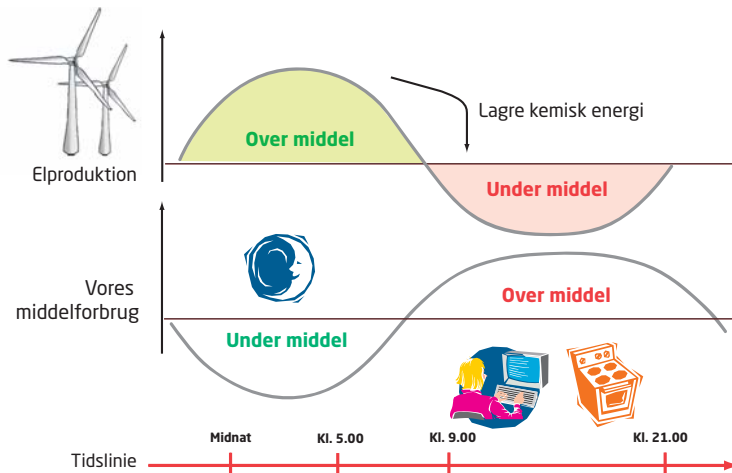 Over middel
Lagre kemisk energi
Elproduktion
Under middel
Vores
middelforbrug
Over middel
Under middel
Midnat
Kl. 5.00
Kl. 9.00
Kl. 21.00
Tidslinie